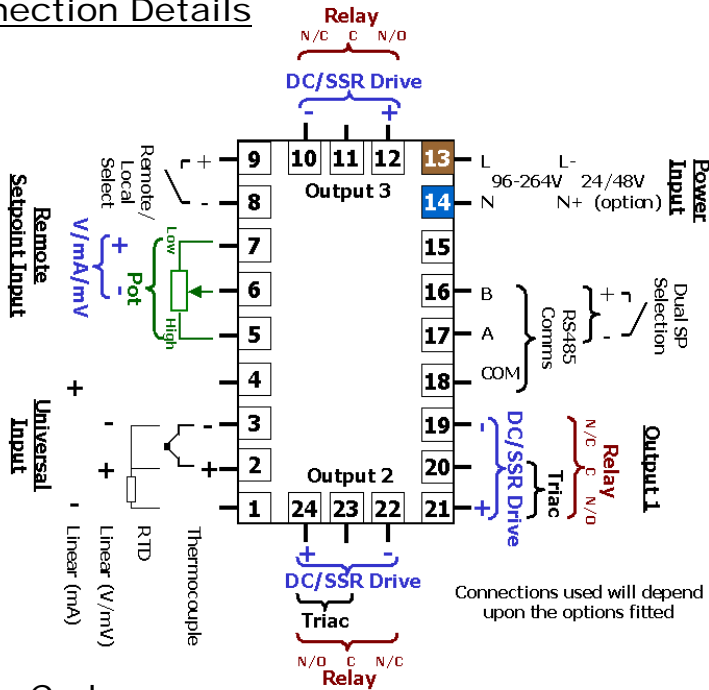 nection Details
Relay
N/C C N/O
DC/SSR Drive
- +
9 10 11 12 13
Output 3
8 14
7 15
6 16
5 17
4 18
3 19
2 20
Output 2
1 24 23 22 21
Remote/
Local
Select
+
-
Remote
Setpoint Input
V/mA/mV
+
-
Pot
Low
High
Universal
Input
+
-
Linear (mA)
-
+
Linear (V/mV)
RTD
-
+
Thermocouple
L L-
96-264V 24/48V
N N+ (option)
Power
Input
B
A
COM
RS485
Comms
+
-
Dual SP
Selection
-
+
DC/SSR Drive
Triac
N/C C N/O
Relay
Output 1
+ -
DC/SSR Drive
Triac
N/O C N/C
Relay
Connections used will depend
upon the options fitted